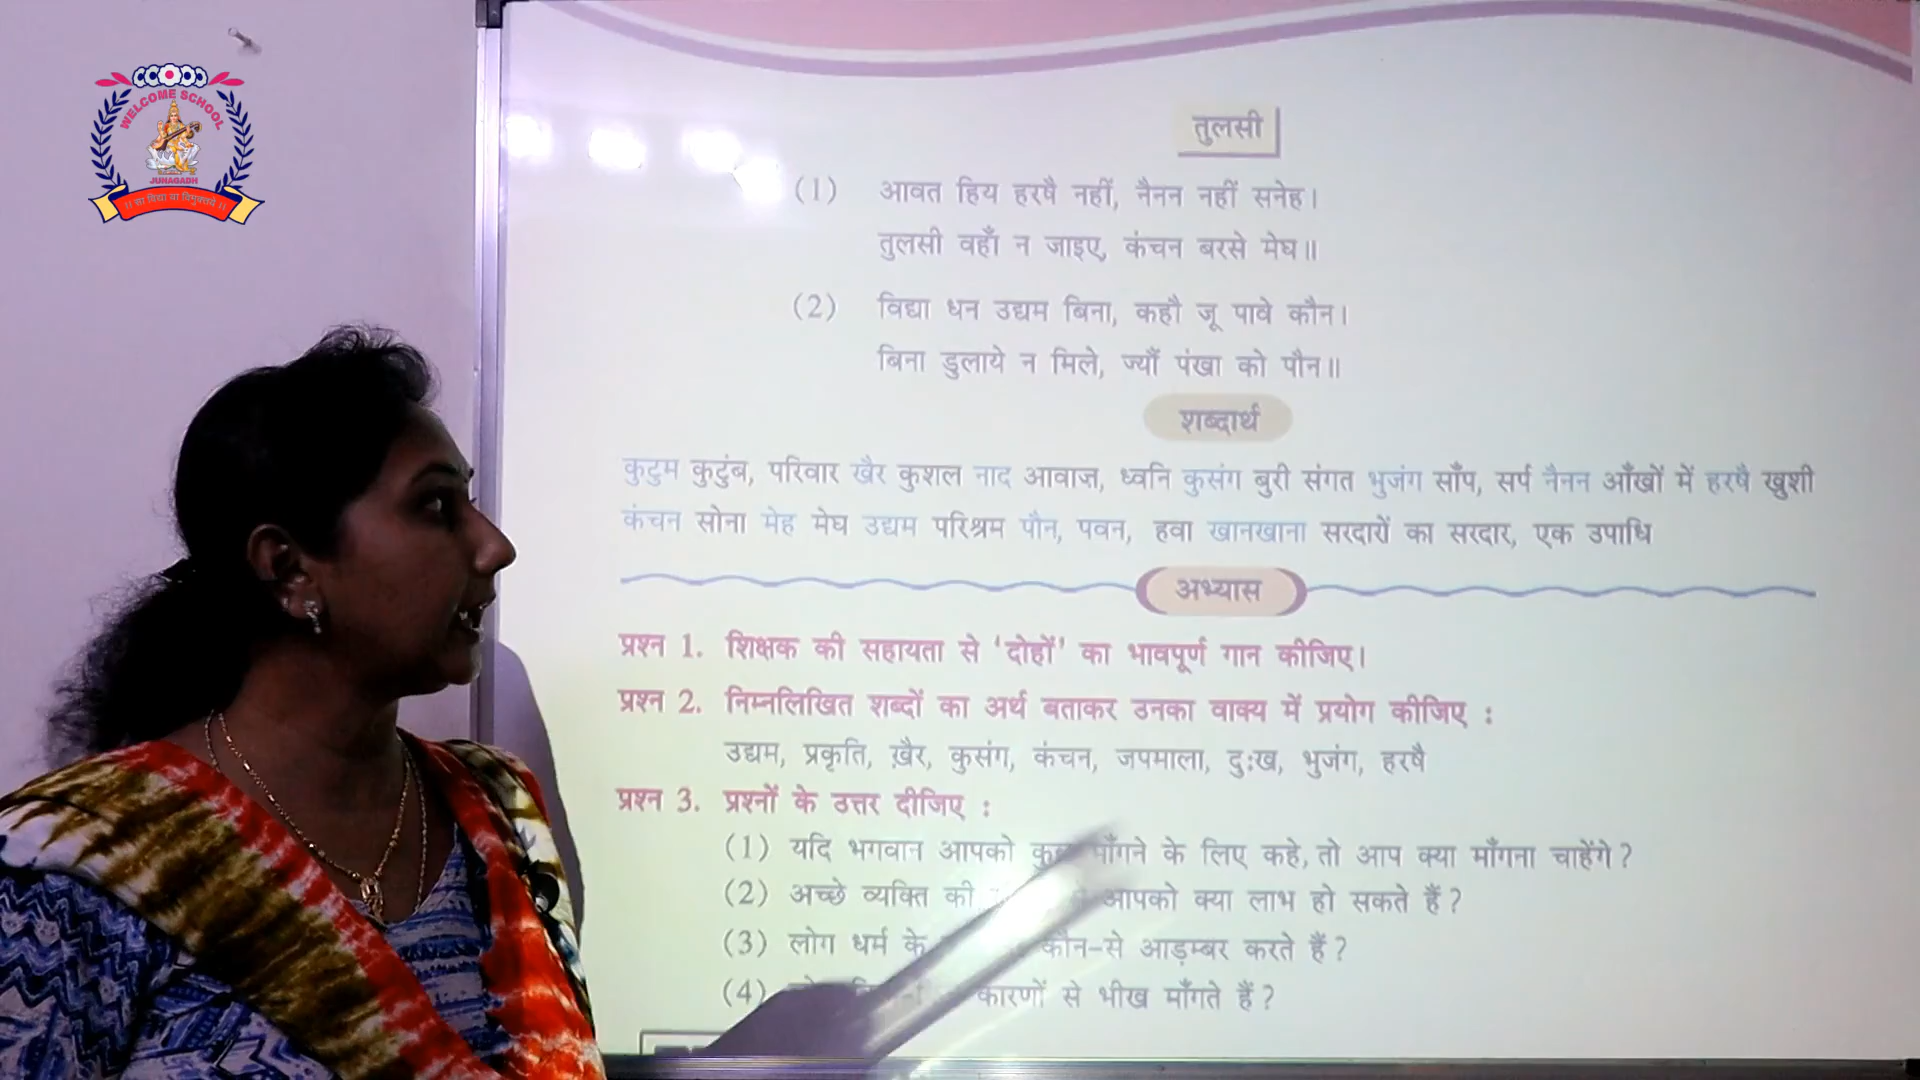 WELCOME SCHOOL
JUNAGADH
।। सा विद्या या विमुक्तये ।।
तुलसी
(1) आवत हिय हरषै नहीं, नैनन नहीं सनेह।
तुलसी वहाँ न जाइए, कंचन बरसे मेघ॥
(2) विद्या धन उद्यम बिना, कहौ जू पावे कौन।
बिना डुलाये न मिले, ज्यौं पंखा को पौन॥
शब्दार्थ
कुटुम कुटुंब, परिवार खैर कुशल नाद आवाज, ध्वनि कुसंग बुरी संगत भुजंग साँप, सर्प नैनन आँखों में हरषै खुशी
कंचन सोना मेह मेघ उद्यम परिश्रम पौन, पवन, हवा खानखाना सरदारों का सरदार, एक उपाधि
अभ्यास
प्रश्न 1. शिक्षक की सहायता से 'दोहों' का भावपूर्ण गान कीजिए।
प्रश्न 2. निम्नलिखित शब्दों का अर्थ बताकर उनका वाक्य में प्रयोग कीजिए :
उद्यम, प्रकृति, ख़ैर, कुसंग, कंचन, जपमाला, दुःख, भुजंग, हरषै
प्रश्न 3. प्रश्नों के उत्तर दीजिए :
(1) यदि भगवान आपको माँगने के लिए कहे, तो आप क्या माँगना चाहेंगे ?
(2) अच्छे व्यक्ति की आपको क्या लाभ हो सकते हैं ?
(3) लोग धर्म के कौन-से आड़म्बर करते हैं ?
(4) कारणों से भीख माँगते हैं ?